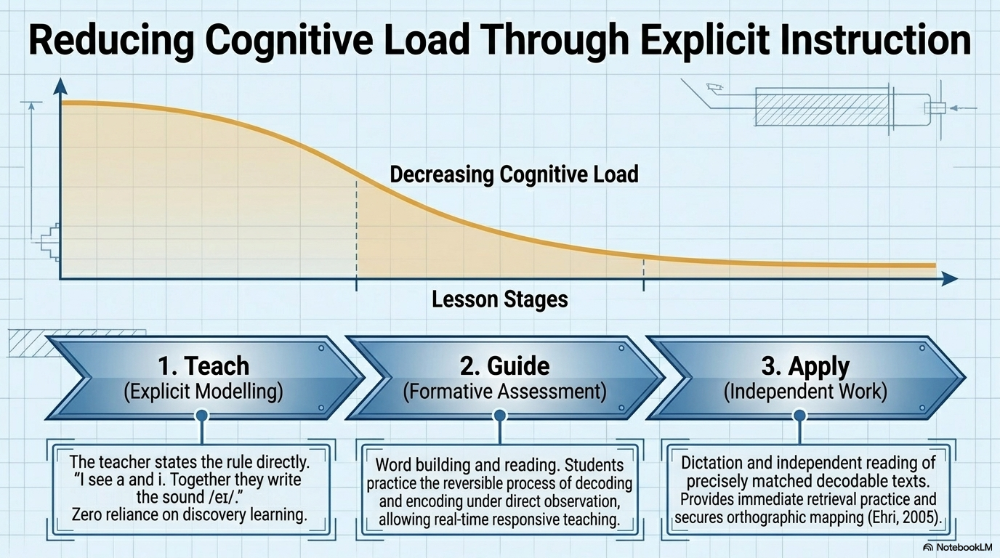 Reducing Cognitive Load Through Explicit Instruction
Decreasing Cognitive Load
Lesson Stages
1. Teach
(Explicit Modelling)
The teacher states the rule directly.
"I see a and i. Together they write
the sound /eɪ/."
Zero reliance on discovery learning.
2. Guide
(Formative Assessment)
Word building and reading. Students
practice the reversible process of decoding
and encoding under direct observation,
allowing real-time responsive teaching.
3. Apply
(Independent Work)
Dictation and independent reading of
precisely matched decodable texts.
Provides immediate retrieval practice and
secures orthographic mapping (Ehri, 2005).
NotebookLM